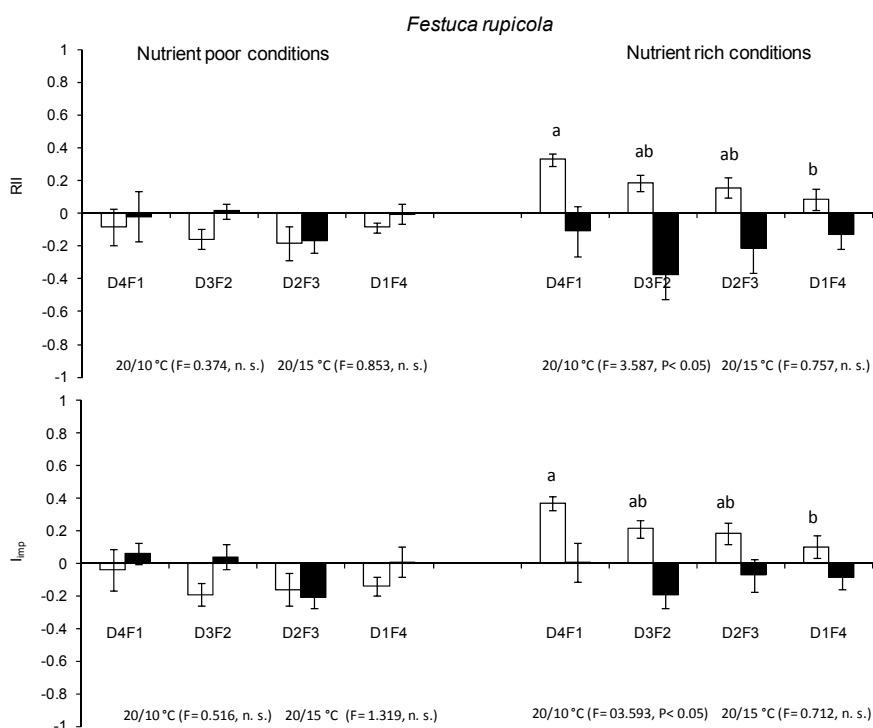 Festuca rupicola
Nutrient poor conditions Nutrient rich conditions
RII
1
0.8
0.6
0.4
0.2
0
-0.2
-0.4
-0.6
-0.8
-1
a ab ab b
D4F1 D3F2 D2F3 D1F4 D4F1 D3F2 D2F3 D1F4
20/10 °C (F= 0.374, n. s.) 20/15 °C (F= 0.853, n. s.) 20/10 °C (F= 3.587, P< 0.05) 20/15 °C (F= 0.757, n. s.)
Iimp
1
0.8
0.6
0.4
0.2
0
-0.2
-0.4
-0.6
-0.8
-1
a ab ab b
D4F1 D3F2 D2F3 D1F4 D4F1 D3F2 D2F3 D1F4
20/10 °C (F= 0.516, n. s.) 20/15 °C (F= 1.319, n. s.) 20/10 °C (F= 03.593, P< 0.05) 20/15 °C (F= 0.712, n. s.)